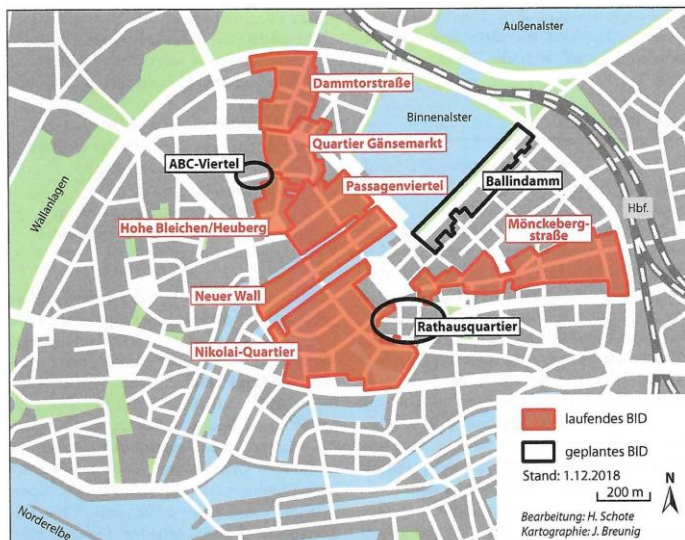 Außenalster
Dammtorstraße
Binnenalster
Quartier Gänsemarkt
ABC-Viertel
Passagenviertel
Ballindamm
Wallanlagen
Hbf.
Hohe Bleichen/Heuberg
Mönckeberg-
straße
Neuer Wall
Rathausquartier
Nikolai-Quartier
laufendes BID
geplantes BID
Stand: 1.12.2018
N
200 m
Bearbeitung: H. Schote
Kartographie: J. Breunig
Norderelbe